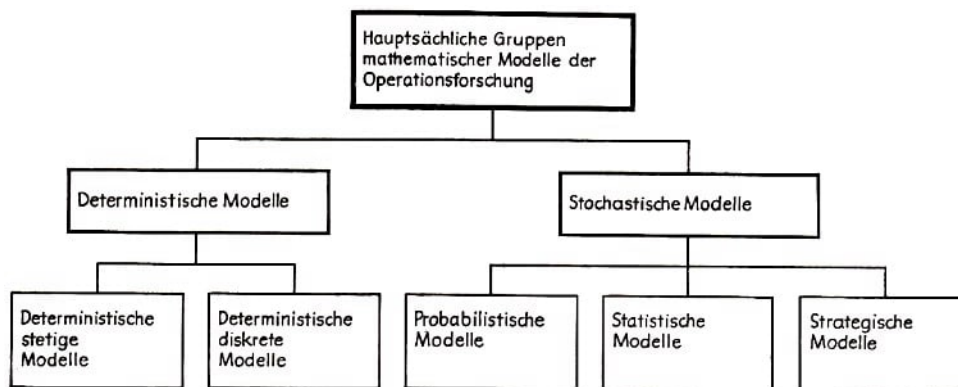 Hauptsächliche Gruppen
mathematischer Modelle der
Operationsforschung
Deterministische Modelle
Stochastische Modelle
Deterministische
stetige
Modelle
Deterministische
diskrete
Modelle
Probabilistische
Modelle
Statistische
Modelle
Strategische
Modelle